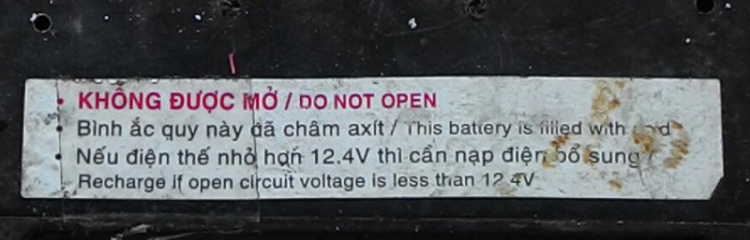 • KHÔNG ĐƯỢC MỞ / DO NOT OPEN
• Bình ắc quy này đã châm axít / This battery is filled with acid
• Nếu điện thế nhỏ hơn 12.4V thì cần nạp điện bổ sung /
Recharge if open circuit voltage is less than 12.4V